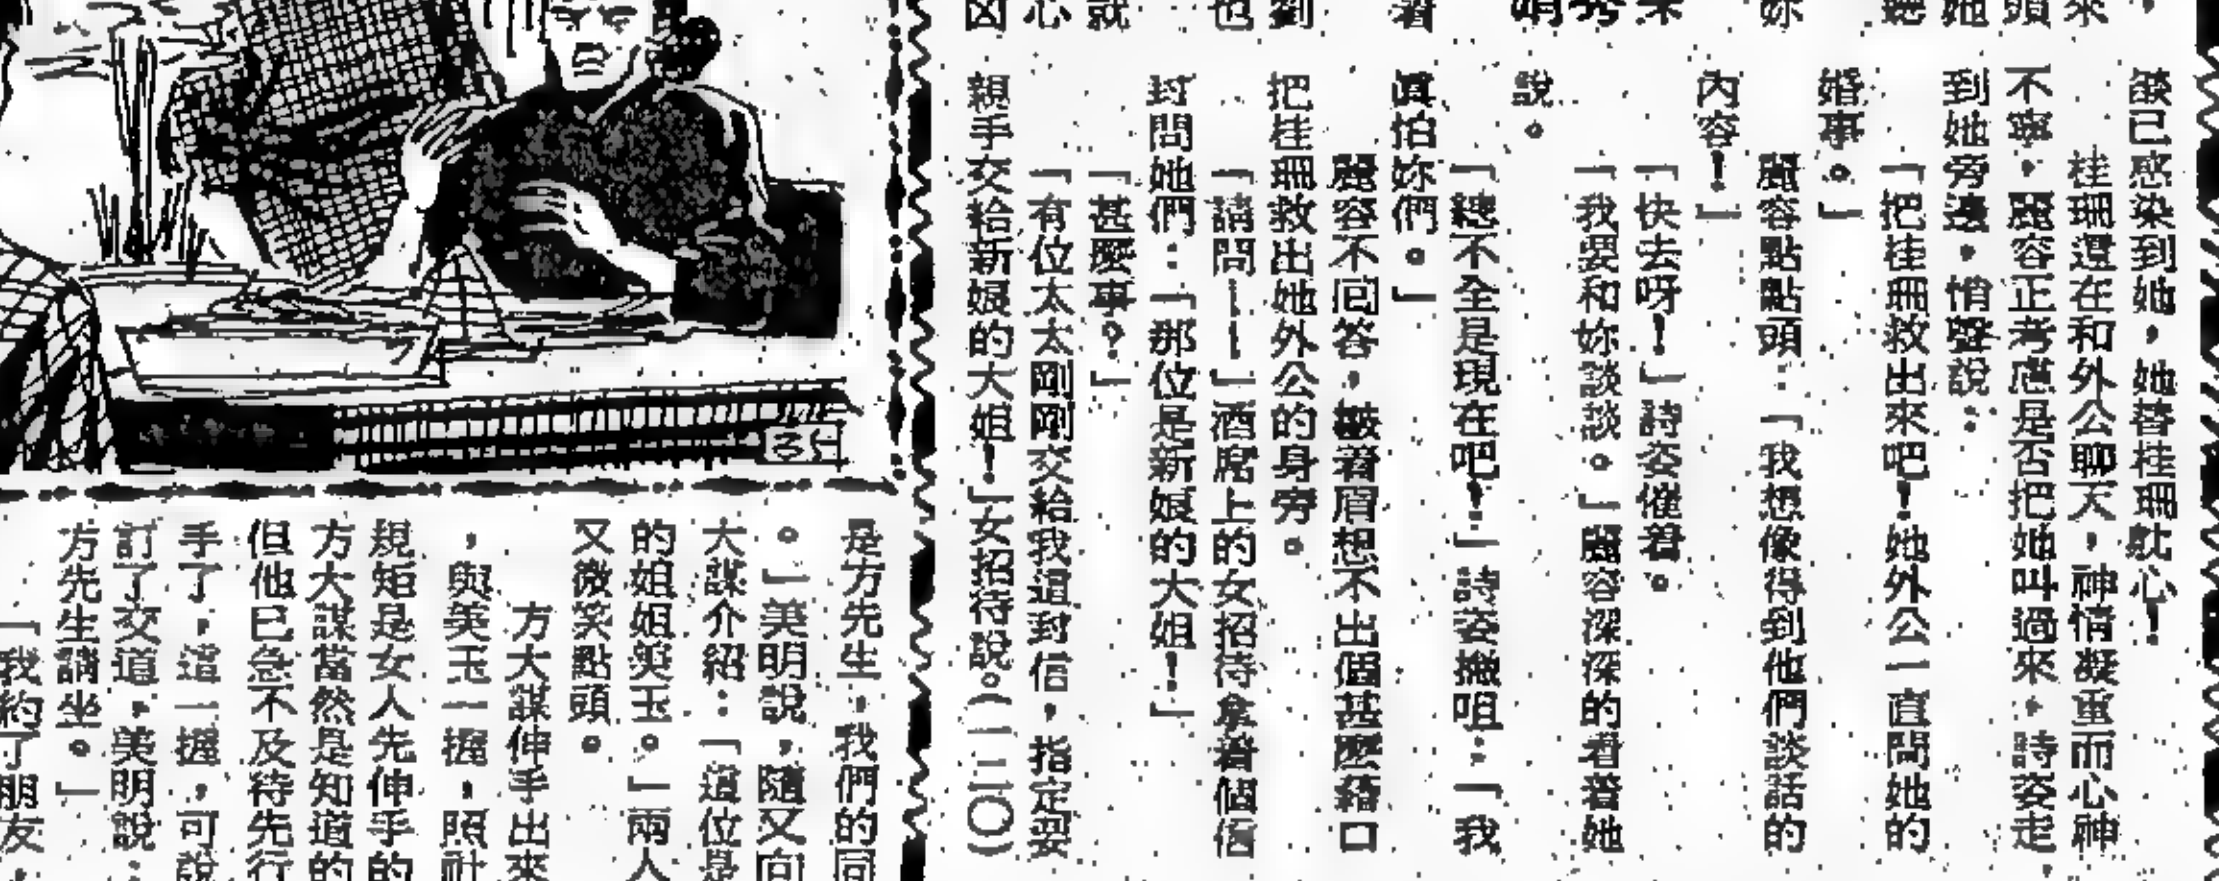 燄已感染到她，她替桂珊躭心！
桂珊還在和外公聊天，神情凝重而心神
不寧，麗容正考慮是否把她叫過來，詩姿走
到她旁邊，悄聲說：
「把桂珊救出來吧！她外公一直問她的
婚事。」
麗容點點頭：「我想像得到他們談話的
內容！」
「快去呀！」詩姿催着。
「我要和妳談談。」麗容深深的看着她
說。
「總不全是現在吧！」詩姿撇咀：「我
眞怕妳們。」
麗容不回答，皺着眉想不出個甚麼藉口
把桂珊救出她外公的身旁。
「請問——」酒席上的女招待拿着個信
封問她們：「那位是新娘的大姐！」
「甚麼事？」
「有位太太剛剛交給我這封信，指定要
親手交給新娘的大姐！」女招待說。（一二〇）
是方先生，我們的同
。」美明說，隨又向
大謀介紹：「這位是
的姐姐美玉。」兩人
又微笑點頭。
方大謀伸手出來
，與美玉一握，照社
規矩是女人先伸手的
方大謀當然是知道的
但他已急不及待先行
手了，這一握，可說
訂了交道，美明說：
方先生請坐。」
「我約了朋友，